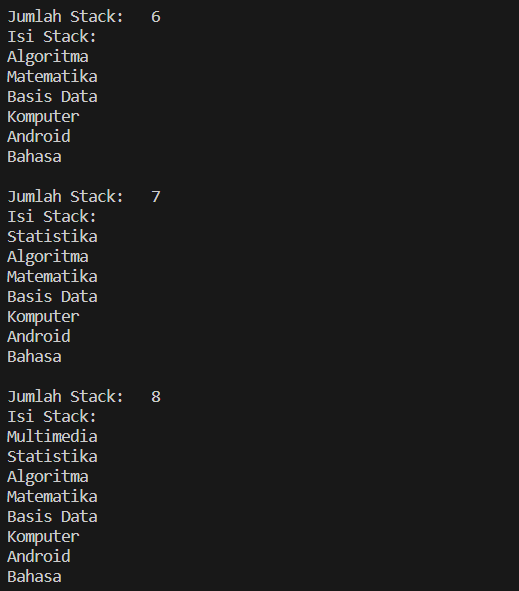 Jumlah Stack:   6
Isi Stack:
Algoritma
Matematika
Basis Data
Komputer
Android
Bahasa

Jumlah Stack:   7
Isi Stack:
Statistika
Algoritma
Matematika
Basis Data
Komputer
Android
Bahasa

Jumlah Stack:   8
Isi Stack:
Multimedia
Statistika
Algoritma
Matematika
Basis Data
Komputer
Android
Bahasa